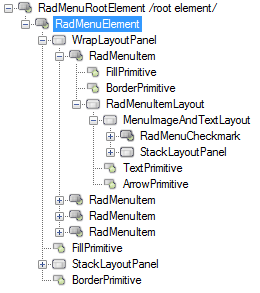 RadMenuRootElement /root element/
RadMenuElement
WrapLayoutPanel
RadMenuItem
FillPrimitive
BorderPrimitive
RadMenuItemLayout
MenuImageAndTextLayout
RadMenuCheckmark
StackLayoutPanel
TextPrimitive
ArrowPrimitive
RadMenuItem
RadMenuItem
RadMenuItem
FillPrimitive
StackLayoutPanel
BorderPrimitive